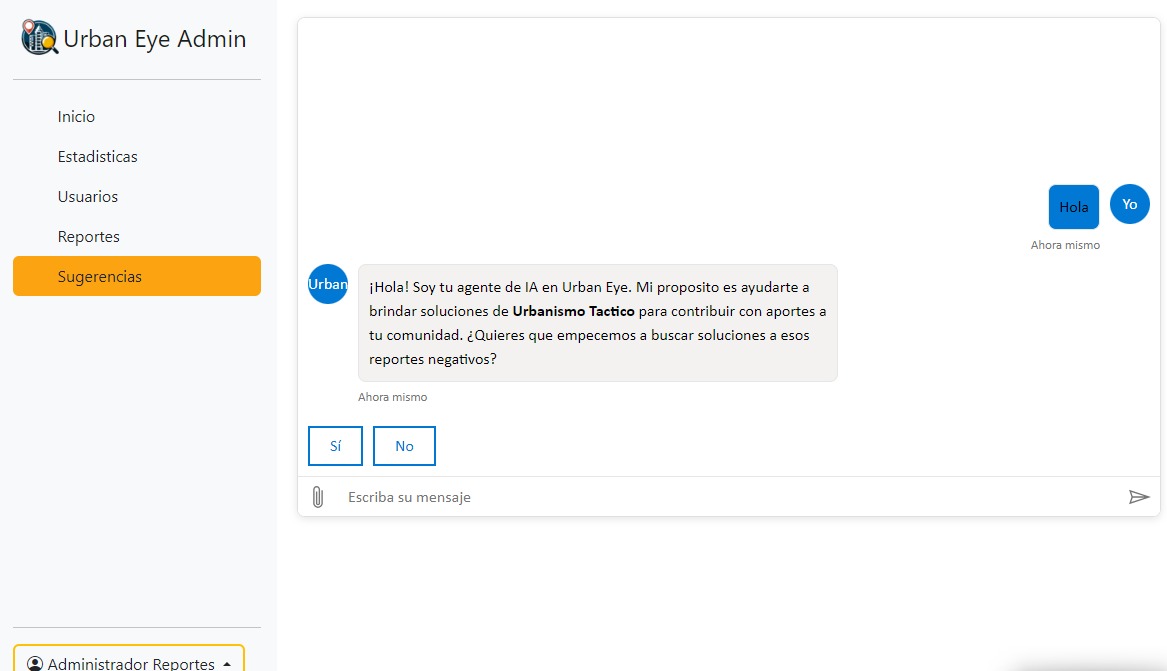 Urban Eye Admin
Inicio
Estadisticas
Usuarios
Reportes
Sugerencias
Administrador Reportes
Hola
Yo
Ahora mismo
Urban
¡Hola! Soy tu agente de IA en Urban Eye. Mi proposito es ayudarte a
brindar soluciones de Urbanismo Tactico para contribuir con aportes a
tu comunidad. ¿Quieres que empecemos a buscar soluciones a esos
reportes negativos?
Ahora mismo
Sí
No
Escriba su mensaje